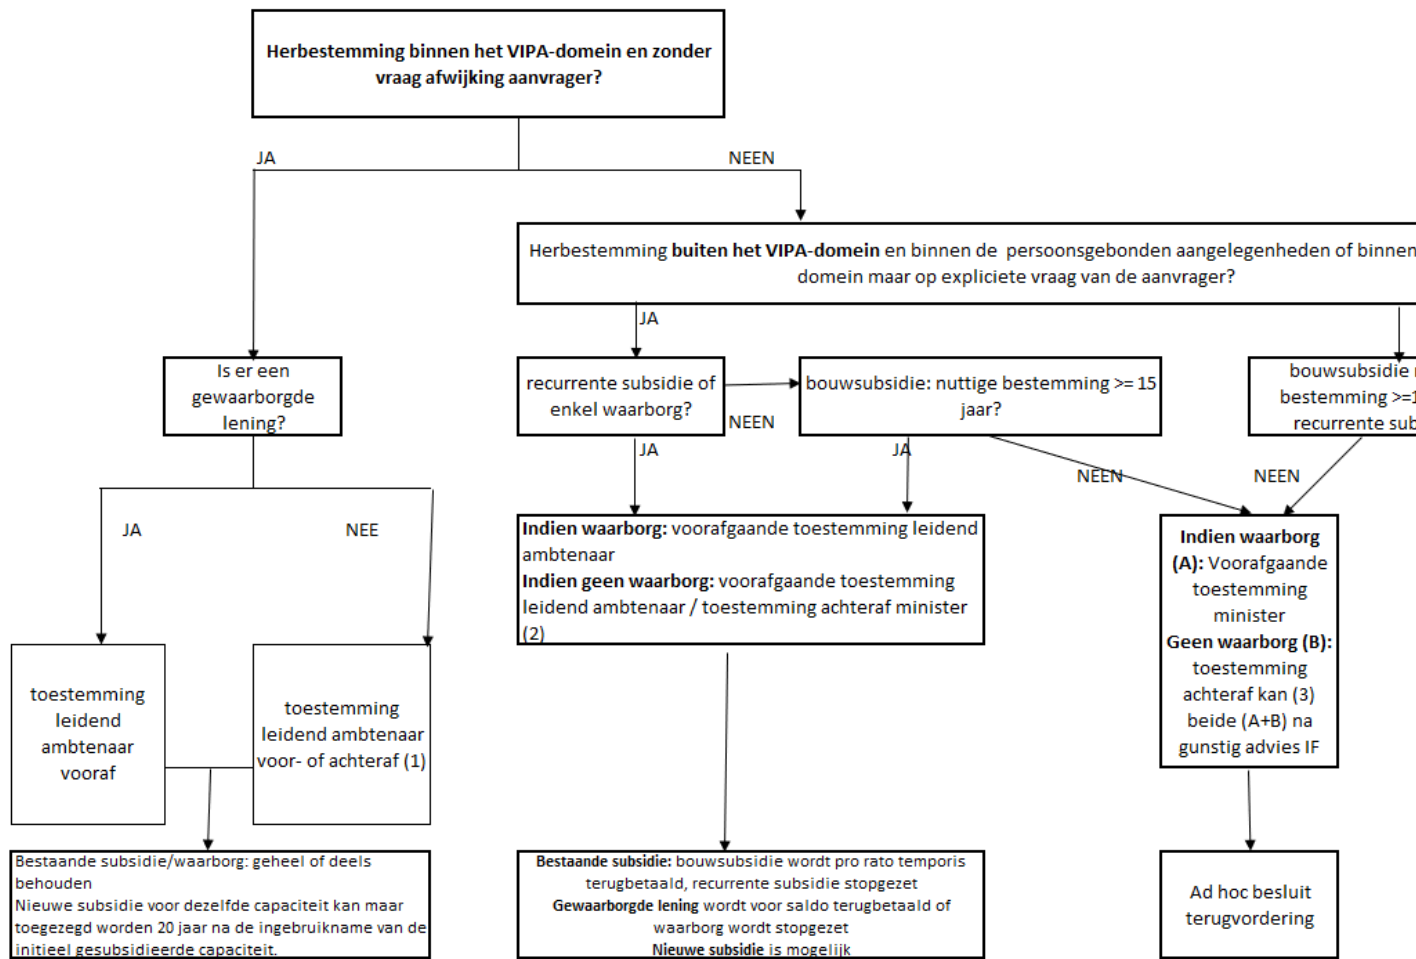 Herbestemming binnen het VIPA-domein en zonder
vraag afwijking aanvrager?
JA
NEEN
Herbestemming buiten het VIPA-domein en binnen de persoonsgebonden aangelegenheden of binnen
domein maar op expliciete vraag van de aanvrager?
JA
Is er een
gewaarborgde
lening?
recurrente subsidie of
enkel waarborg?
NEEN
bouwsubsidie: nuttige bestemming >= 15
jaar?
bouwsubsidie
bestemming >=1
recurrente sub
JA
JA
NEEN
NEEN
JA
NEE
Indien waarborg: voorafgaande toestemming leidend
ambtenaar
Indien geen waarborg: voorafgaande toestemming
leidend ambtenaar / toestemming achteraf minister
(2)
Indien waarborg
(A): Voorafgaande
toestemming
minister
Geen waarborg (B):
toestemming
achteraf kan (3)
beide (A+B) na
gunstig advies IF
toestemming
leidend
ambtenaar
vooraf
toestemming
leidend ambtenaar
voor- of achteraf (1)
Bestaande subsidie/waarborg: geheel of deels
behouden
Nieuwe subsidie voor dezelfde capaciteit kan maar
toegezegd worden 20 jaar na de ingebruikname van de
initieel gesubsidieerde capaciteit.
Bestaande subsidie: bouwsubsidie wordt pro rato temporis
terugbetaald, recurrente subsidie stopgezet
Gewaarborgde lening wordt voor saldo terugbetaald of
waarborg wordt stopgezet
Nieuwe subsidie is mogelijk
Ad hoc besluit
terugvordering